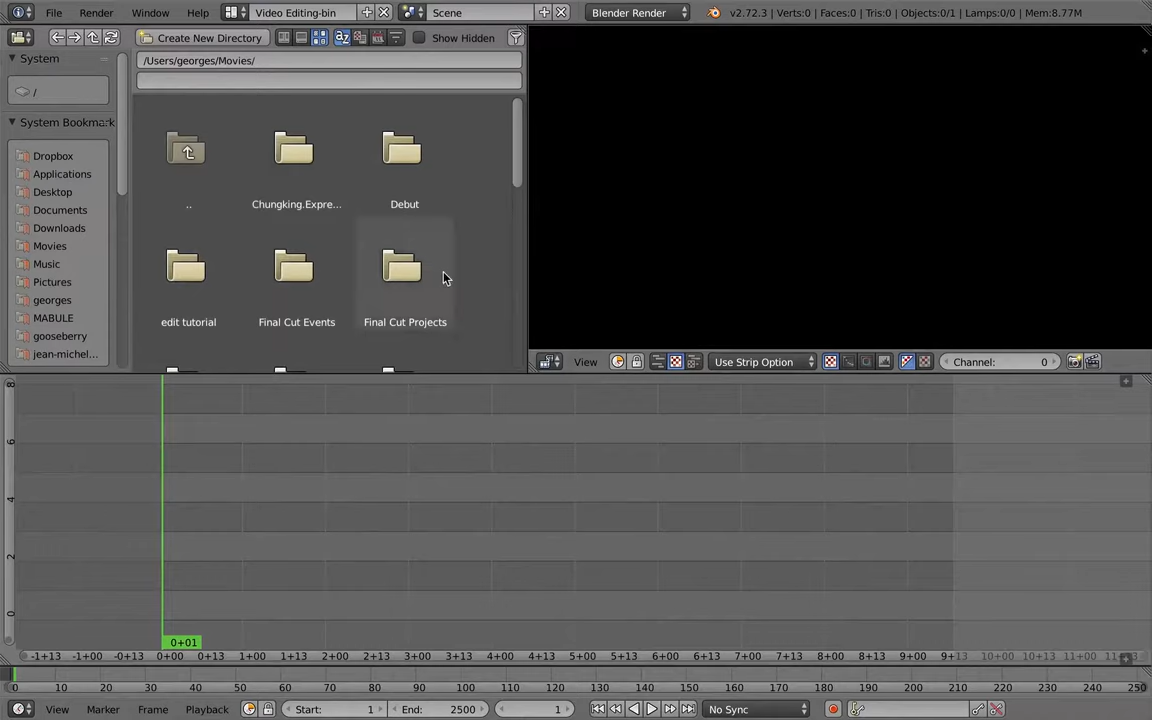 File Render Window Help Video Editing-bin Scene Blender Render v2.72.3 | Verts:0 | Faces:0 | Tris:0 | Objects:0/1 | Lamps:0/0 | Mem:8.77M
Create New Directory Show Hidden
System
/Users/georges/Movies/
/
System Bookmark
Dropbox
Applications
Desktop
Documents
Downloads
Movies
Music
Pictures
georges
MABULE
gooseberry
jean-michel...
..
Chungking.Expre...
Debut
edit tutorial
Final Cut Events
Final Cut Projects
View Use Strip Option Channel: 0
8
6
4
2
0
0+01
-1+13 -1+00 -0+13 0+00 0+13 1+00 1+13 2+00 2+13 3+00 3+13 4+00 4+13 5+00 5+13 6+00 6+13 7+00 7+13 8+00 8+13 9+00 9+13 10+00 10+13 11+00
0 10 20 30 40 50 60 70 80 90 100 110 120 130 140 150 160 170 180 190 200 210 220 230 240 250
View Marker Frame Playback Start: 1 End: 2500 1 No Sync